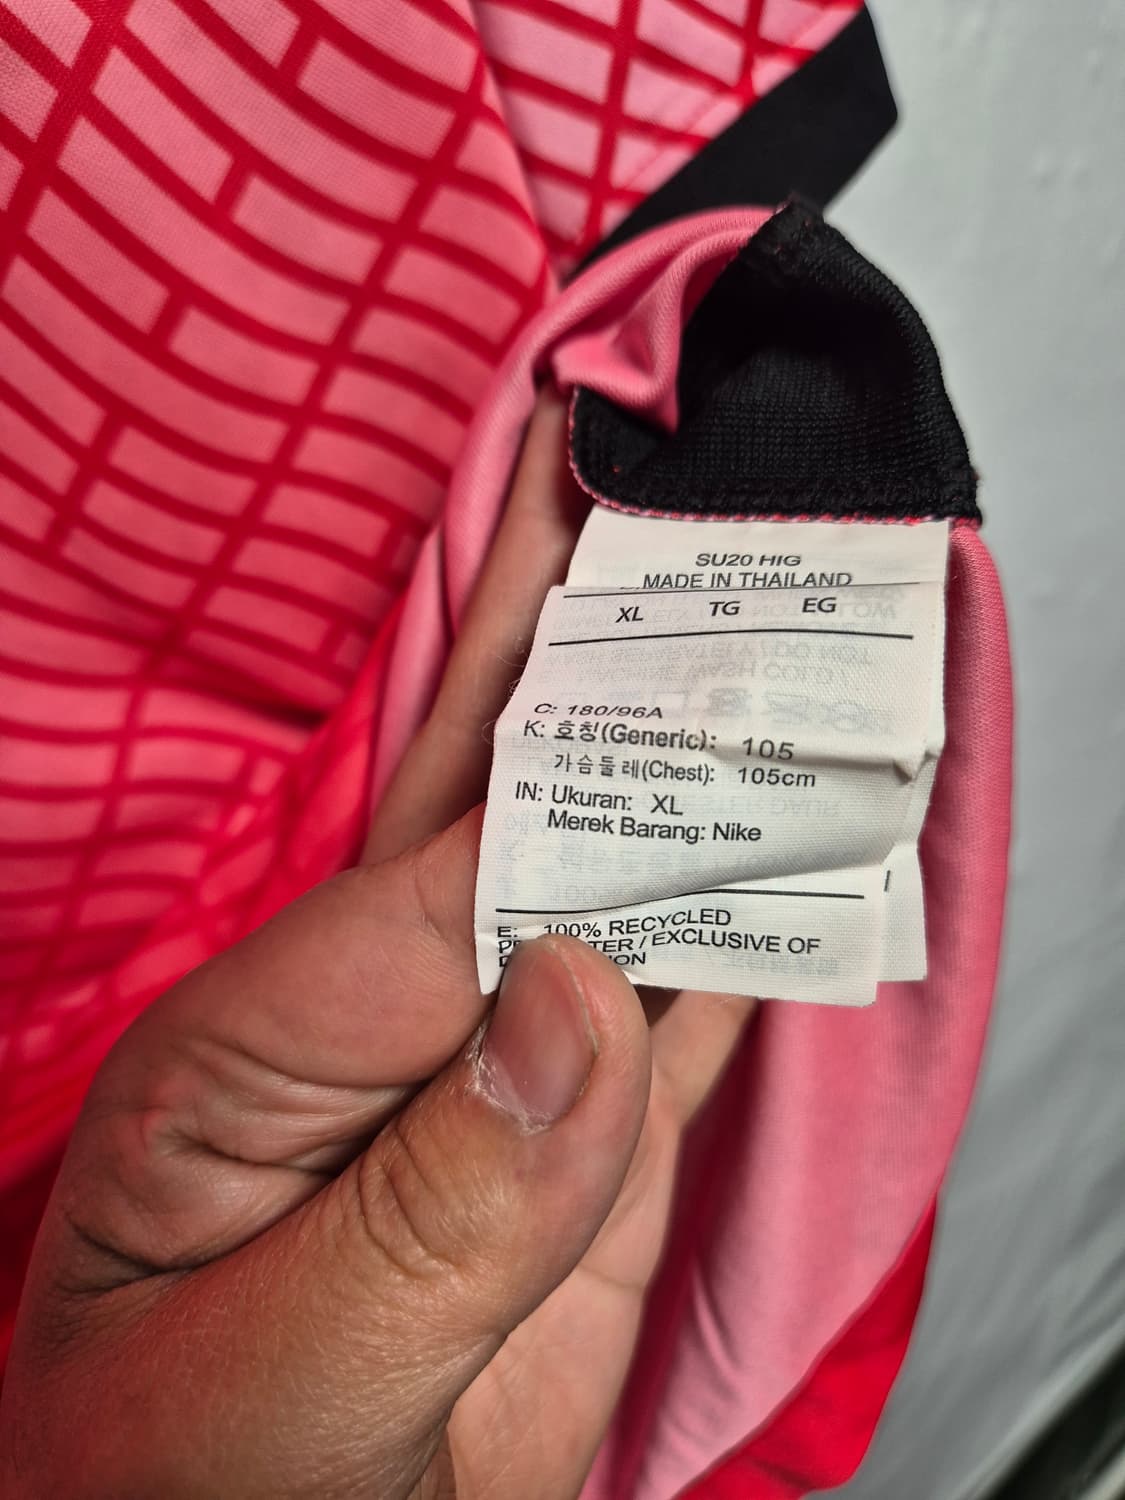 SU20 HIG
MADE IN THAILAND
XL TG EG
C: 180/96A
K: 호칭(Generic): 105
가슴둘레(Chest): 105cm
IN: Ukuran: XL
Merek Barang: Nike
E: 100% RECYCLED
/ EXCLUSIVE OF